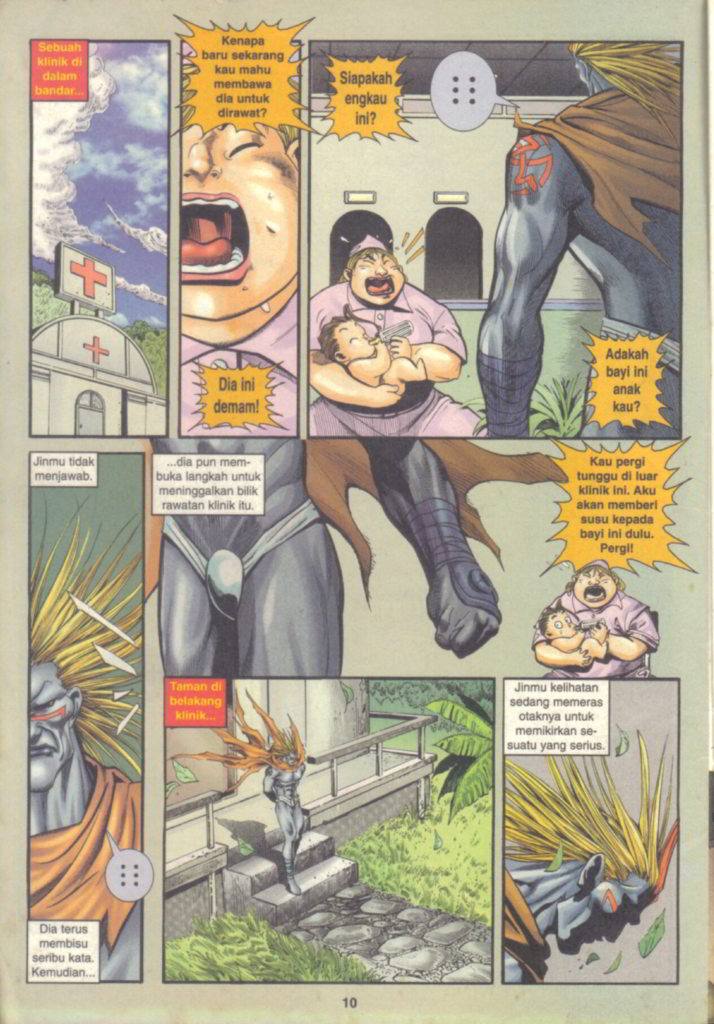 Sebuah
klinik di
dalam
bandar...
Kenapa
baru sekarang
kau mahu
membawa
dia untuk
dirawat?
Dia ini
demam!
Siapakah
engkau
ini?
Adakah
bayi ini
anak
kau?
Jinmu tidak
menjawab.
Dia terus
membisu
seribu kata.
Kemudian...
...dia pun mem-
buka langkah untuk
meninggalkan bilik
rawatan klinik itu.
Kau pergi
tunggu di luar
klinik ini. Aku
akan memberi
susu kepada
bayi ini dulu.
Pergi!
Taman di
belakang
klinik...
Jinmu kelihatan
sedang memeras
otaknya untuk
memikirkan se-
suatu yang serius.
10